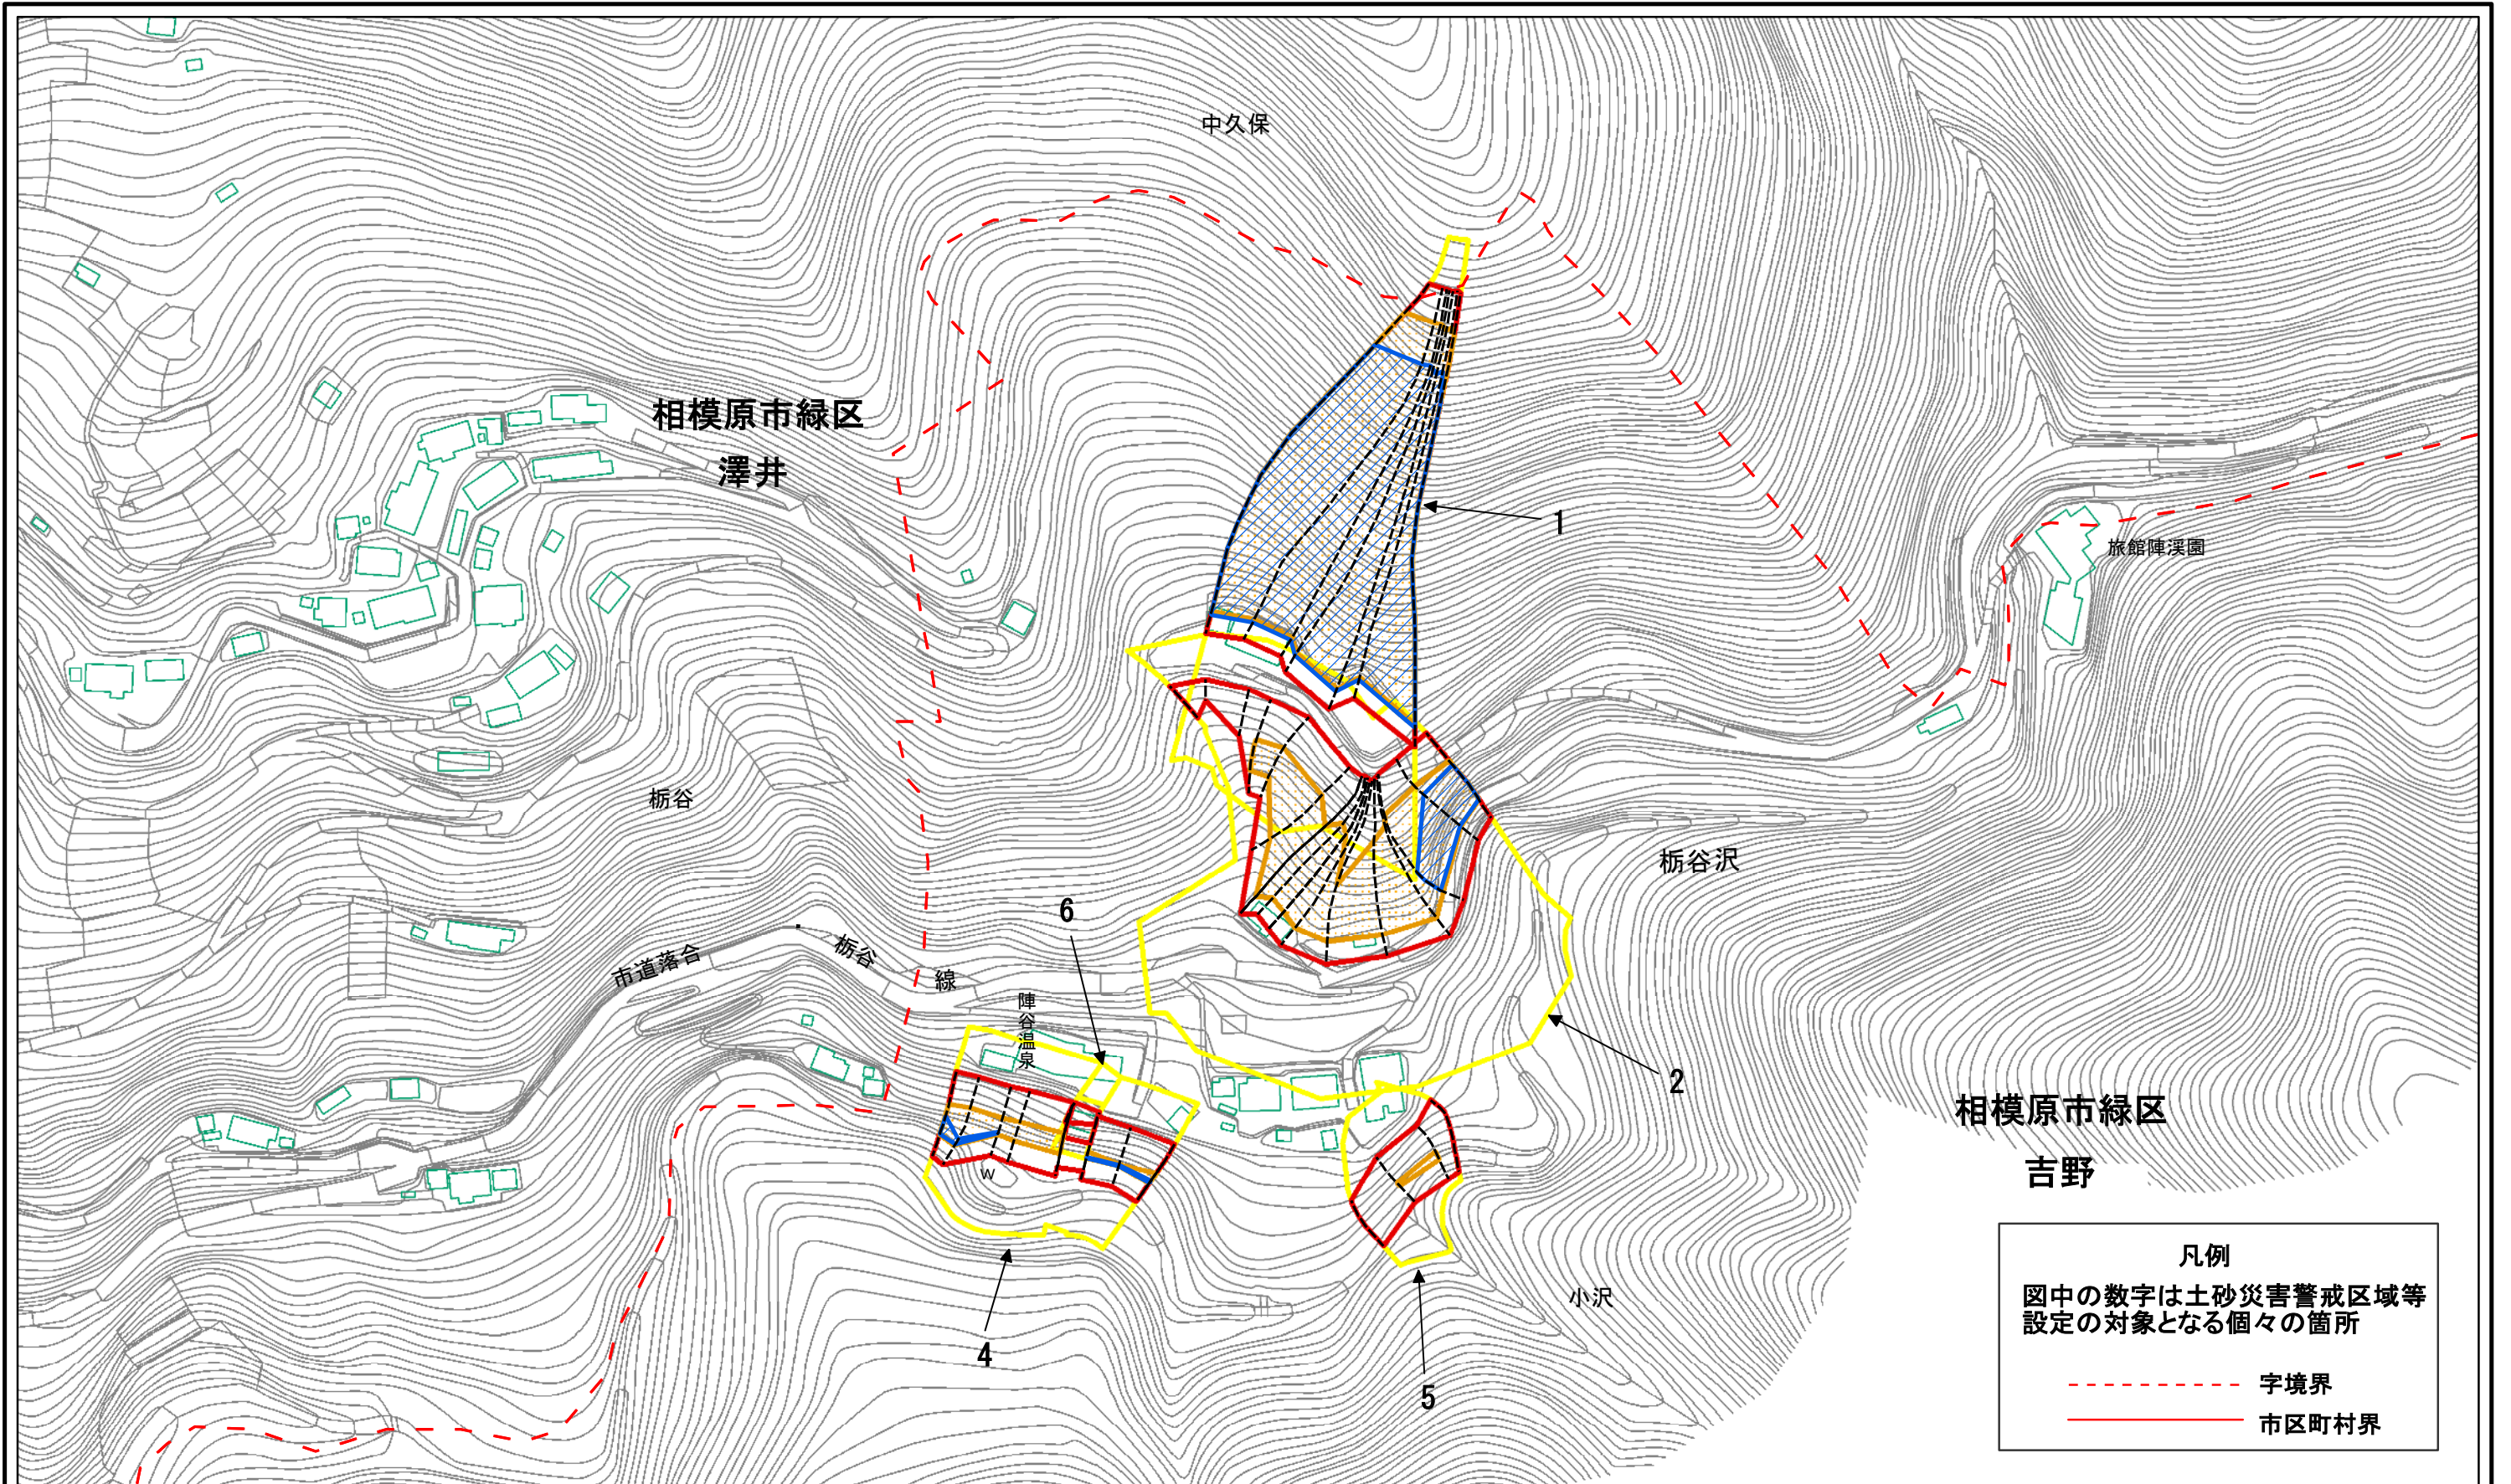 中久保
相模原市緑区
澤井
1
旅館陣渓園
栃谷
栃谷沢
6
市道落合
栃谷
線
陣谷温泉
2
相模原市緑区
吉野
W
4
5
小沢
凡例
図中の数字は土砂災害警戒区域等
設定の対象となる個々の箇所
字境界
市区町村界